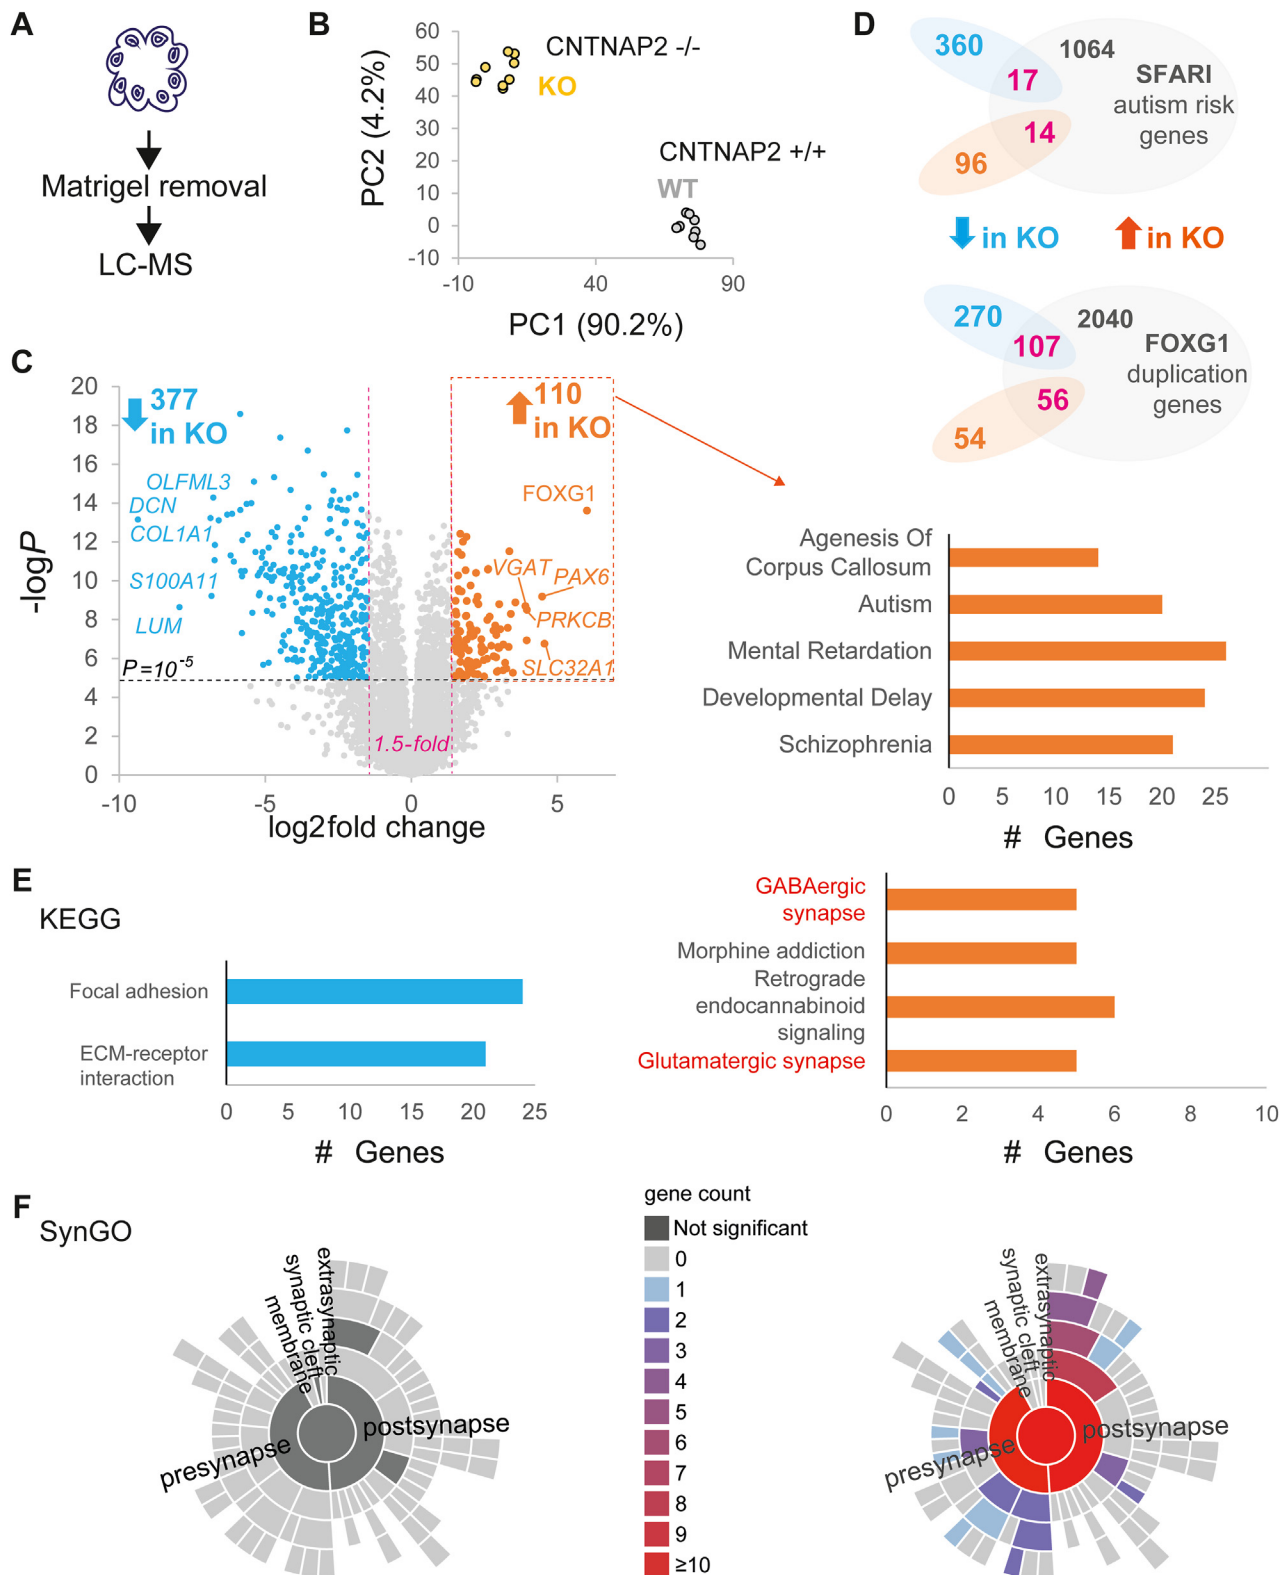 A
Matrigel removal
LC-MS
B
60
50
40
30
20
10
0
-10
-10
40
90
PC2 (4.2%)
PC1 (90.2%)
CNTNAP2 -/-
KO
CNTNAP2 +/+
WT
D
360
17
1064
SFARI
autism risk
genes
14
96
in KO
in KO
270
107
2040
FOXG1
duplication
genes
56
54
C
20
18
16
14
12
10
8
6
4
2
0
-10
-5
0
5
-logP
log2fold change
377
in KO
110
in KO
OLFML3
DCN
COL1A1
S100A11
LUM
P=10-5
1.5-fold
FOXG1
VGAT
PAX6
PRKCB
SLC32A1
Agenesis Of
Corpus Callosum
Autism
Mental Retardation
Developmental Delay
Schizophrenia
0
5
10
15
20
25
# Genes
E
KEGG
Focal adhesion
ECM-receptor
interaction
0
5
10
15
20
25
# Genes
GABAergic
synapse
Morphine addiction
Retrograde
endocannabinoid
signaling
Glutamatergic synapse
0
2
4
6
8
10
# Genes
F
SynGO
extrasynaptic
synaptic cleft
membrane
postsynapse
presynapse
gene count
Not significant
0
1
2
3
4
5
6
7
8
9
≥10
extrasynaptic
synaptic cleft
membrane
postsynapse
presynapse